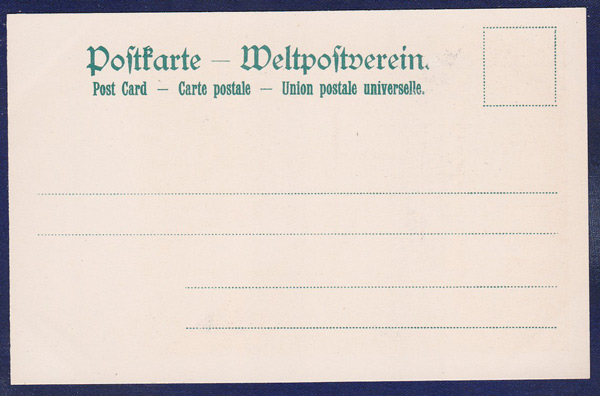 Poſtkarte — Weltpoſtverein.
Post Card — Carte postale — Union postale universelle.